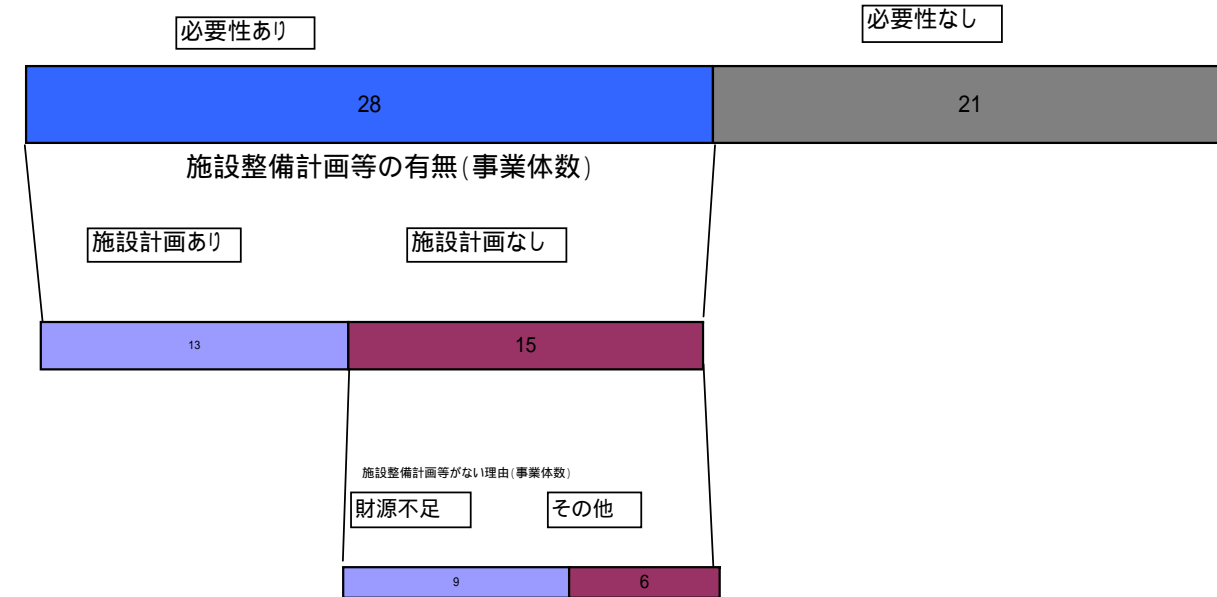 必要性あり
必要性なし
28
21
施設整備計画等の有無(事業体数)
施設計画あり
施設計画なし
13
15
施設整備計画等がない理由(事業体数)
財源不足
その他
9
6